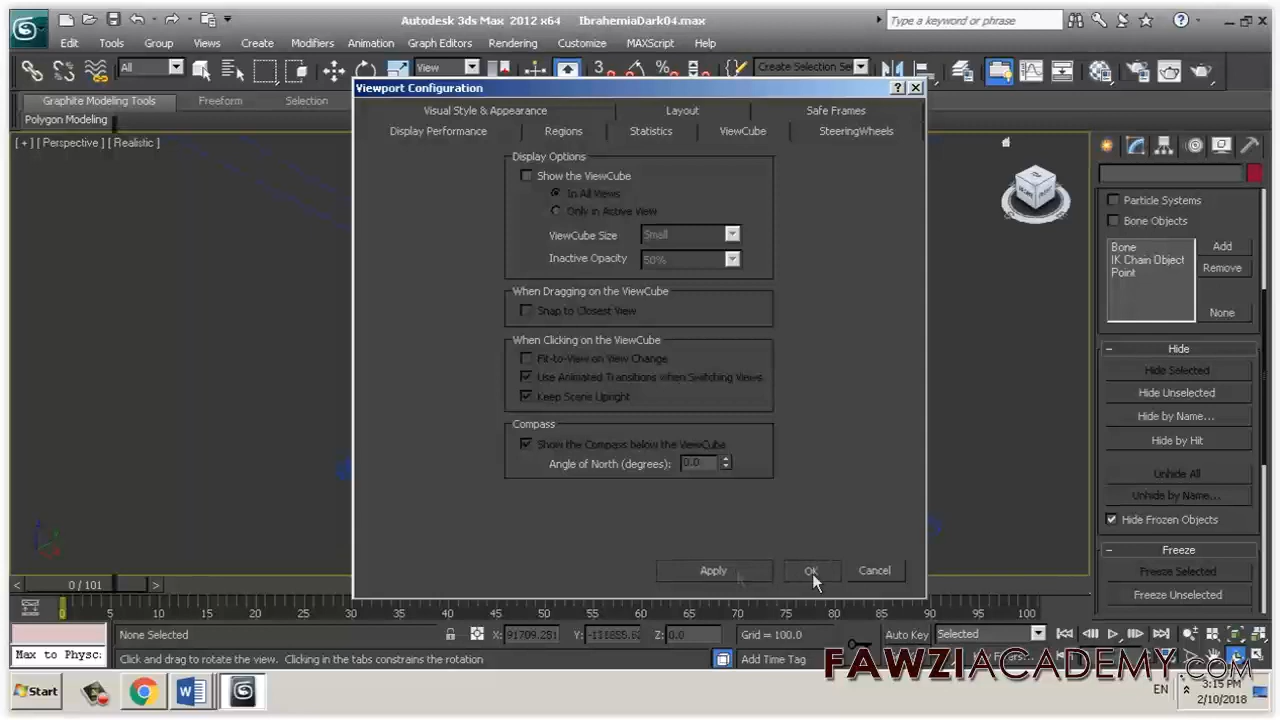 Autodesk 3ds Max 2012 x64 IbrahemiaDark04.max
Type a keyword or phrase
Edit Tools Group Views Create Modifiers Animation Graph Editors Rendering Customize MAXScript Help
All View Create Selection Se
Graphite Modeling Tools Freeform Selection
Polygon Modeling
[ + ] [ Perspective ] [ Realistic ]
Viewport Configuration
Visual Style & Appearance Layout Safe Frames
Display Performance Regions Statistics ViewCube SteeringWheels
Display Options
Show the ViewCube
In All Views
Only in Active View
ViewCube Size Small
Inactive Opacity 50%
When Dragging on the ViewCube
Snap to Closest View
When Clicking on the ViewCube
Fit-to-View on View Change
Use Animated Transitions when Switching Views
Keep Scene Upright
Compass
Show the Compass below the ViewCube
Angle of North (degrees): 0.0
Apply OK Cancel
Particle Systems
Bone Objects
Bone
IK Chain Object
Point
Add
Remove
None
Hide
Hide Selected
Hide Unselected
Hide by Name...
Hide by Hit
Unhide All
Unhide by Name...
Hide Frozen Objects
Freeze
Freeze Selected
Freeze Unselected
< 0 / 101 >
0 5 10 15 20 25 30 35 40 45 50 55 60 65 70 75 80 85 90 95 100
None Selected X: 91709.251 Y: Z: 0.0 Grid = 100.0 Auto Key Selected
Max to Physc
Click and drag to rotate the view. Clicking in the tabs constrains the rotation Add Time Tag
FAWZIACADEMY.COM
Start EN 3:15 PM
2/10/2018